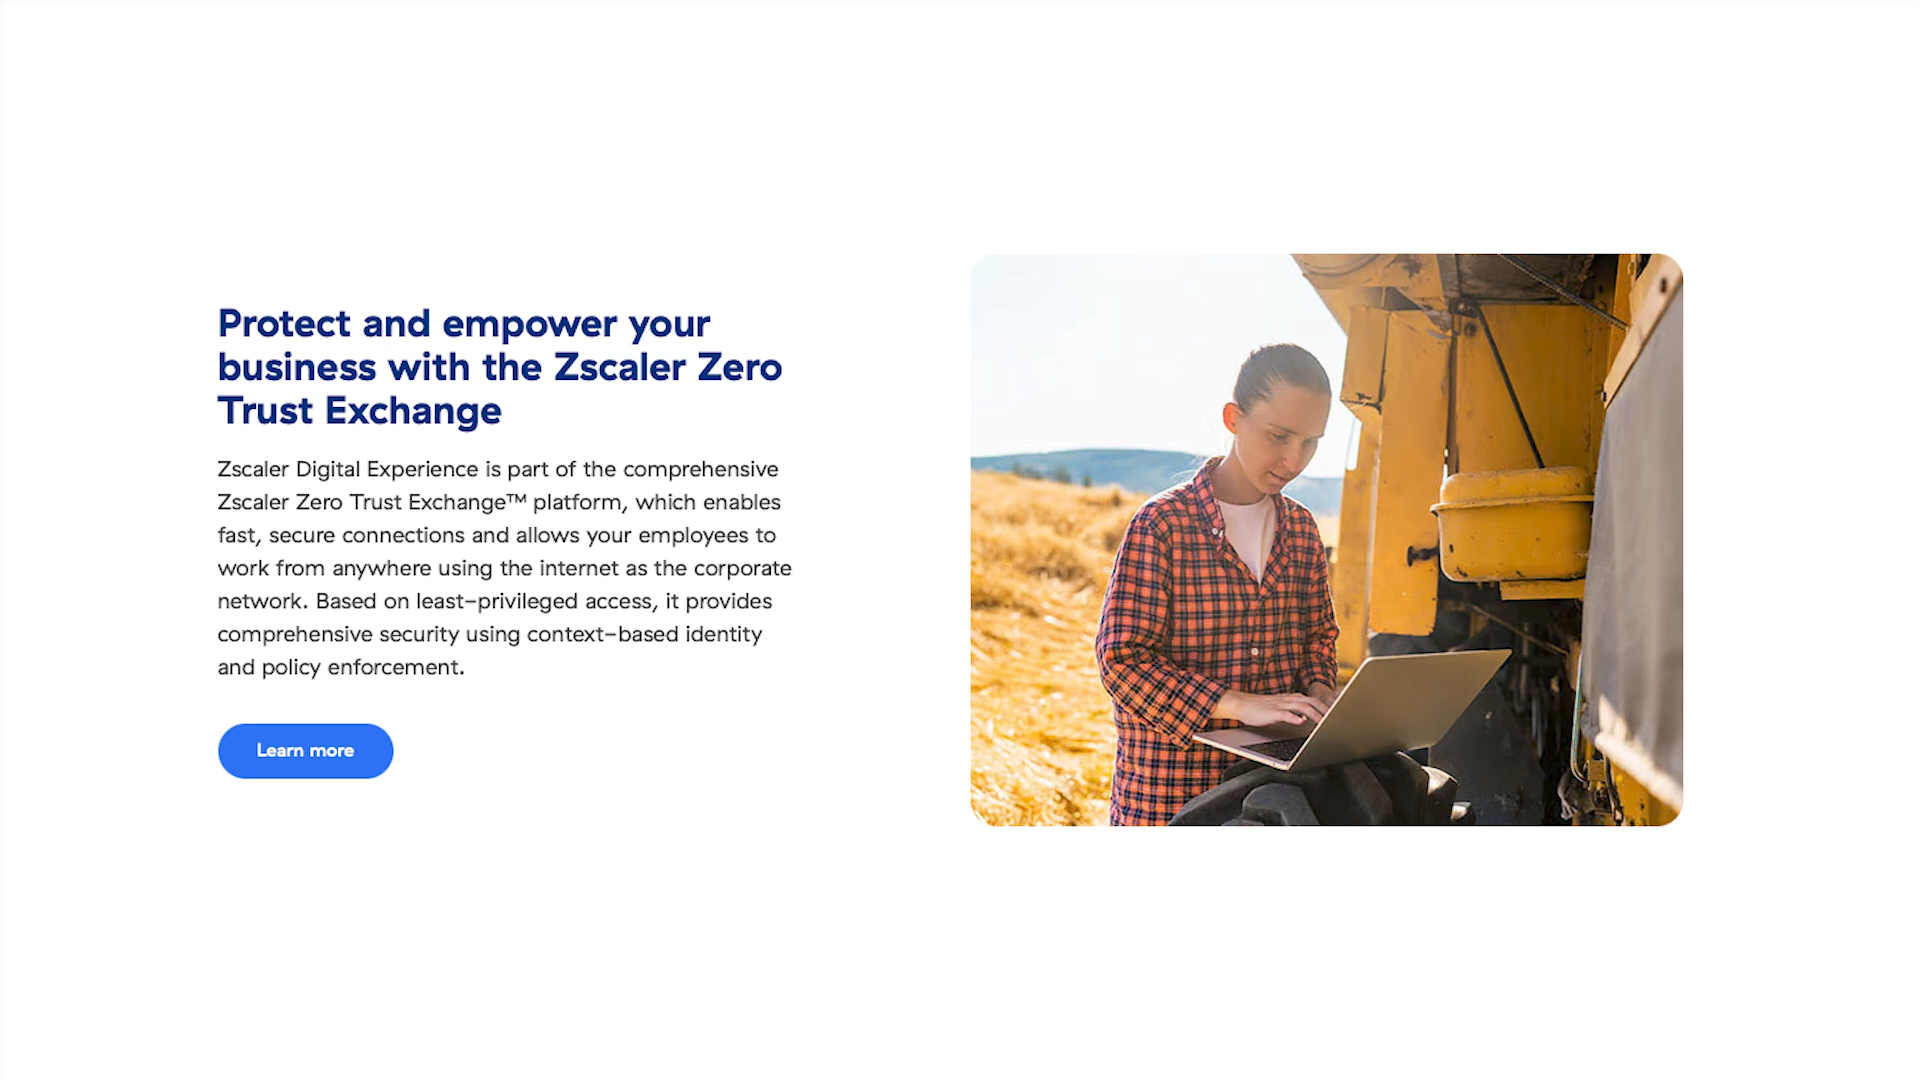 Protect and empower your
business with the Zscaler Zero
Trust Exchange
Zscaler Digital Experience is part of the comprehensive
Zscaler Zero Trust Exchange™ platform, which enables
fast, secure connections and allows your employees to
work from anywhere using the internet as the corporate
network. Based on least-privileged access, it provides
comprehensive security using context-based identity
and policy enforcement.
Learn more